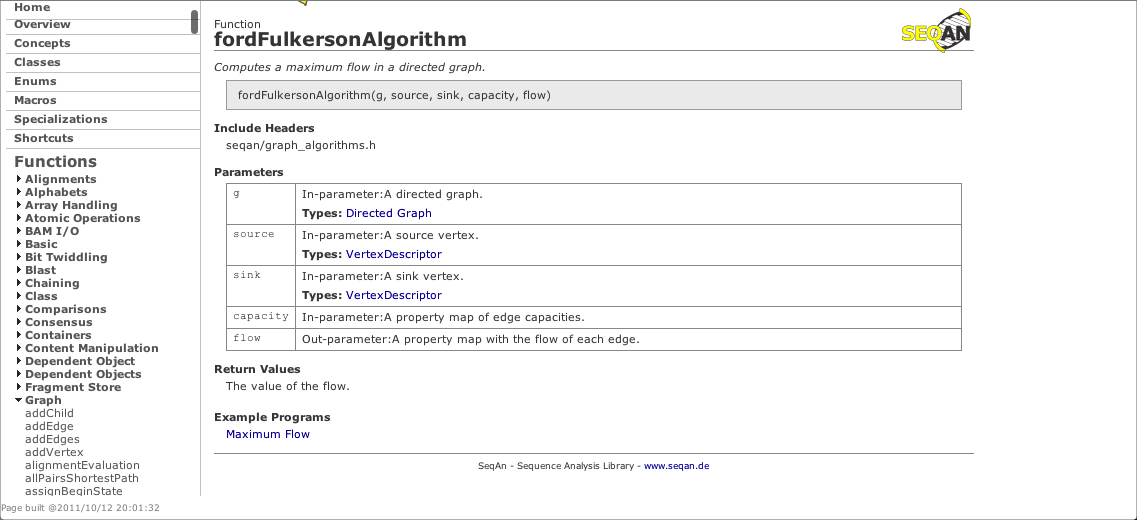 Home
Overview
Concepts
Classes
Enums
Macros
Specializations
Shortcuts
Functions
Alignments
Alphabets
Array Handling
Atomic Operations
BAM I/O
Basic
Bit Twiddling
Blast
Chaining
Class
Comparisons
Consensus
Containers
Content Manipulation
Dependent Object
Dependent Objects
Fragment Store
Graph
addChild
addEdge
addEdges
addVertex
alignmentEvaluation
allPairsShortestPath
assignBeginState
Page built @2011/10/12 20:01:32
Function
fordFulkersonAlgorithm
SEQAN
Computes a maximum flow in a directed graph.
fordFulkersonAlgorithm(g, source, sink, capacity, flow)
Include Headers
seqan/graph_algorithms.h
Parameters
g In-parameter:A directed graph.
Types: Directed Graph
source In-parameter:A source vertex.
Types: VertexDescriptor
sink In-parameter:A sink vertex.
Types: VertexDescriptor
capacity In-parameter:A property map of edge capacities.
flow Out-parameter:A property map with the flow of each edge.
Return Values
The value of the flow.
Example Programs
Maximum Flow
SeqAn - Sequence Analysis Library - www.seqan.de